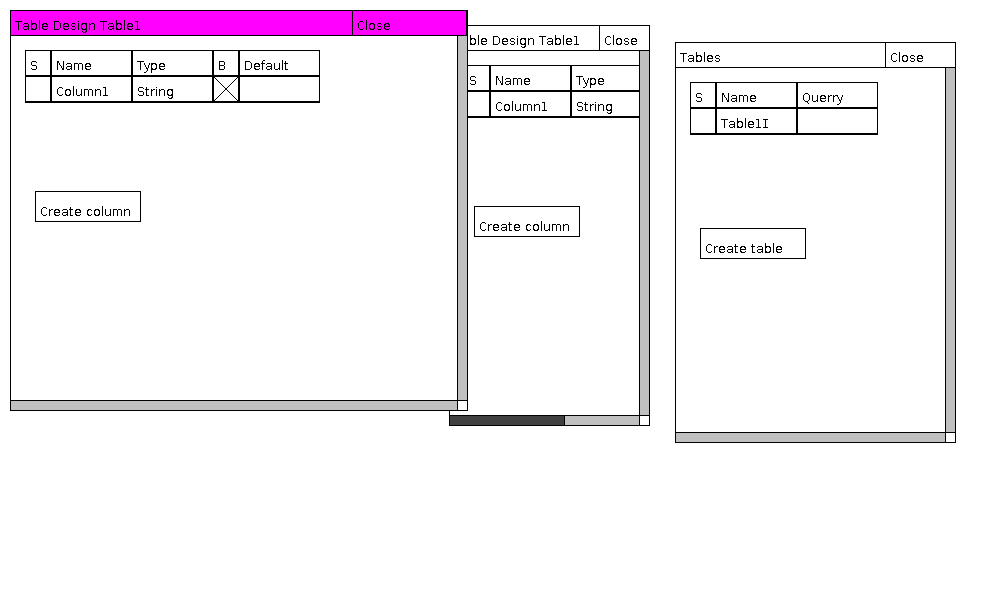 Table Design Table1 Close
S Name Type B Default
Column1 String
Create column
ble Design Table1 Close
S Name Type
Column1 String
Create column
Tables Close
S Name Querry
Table1I
Create table